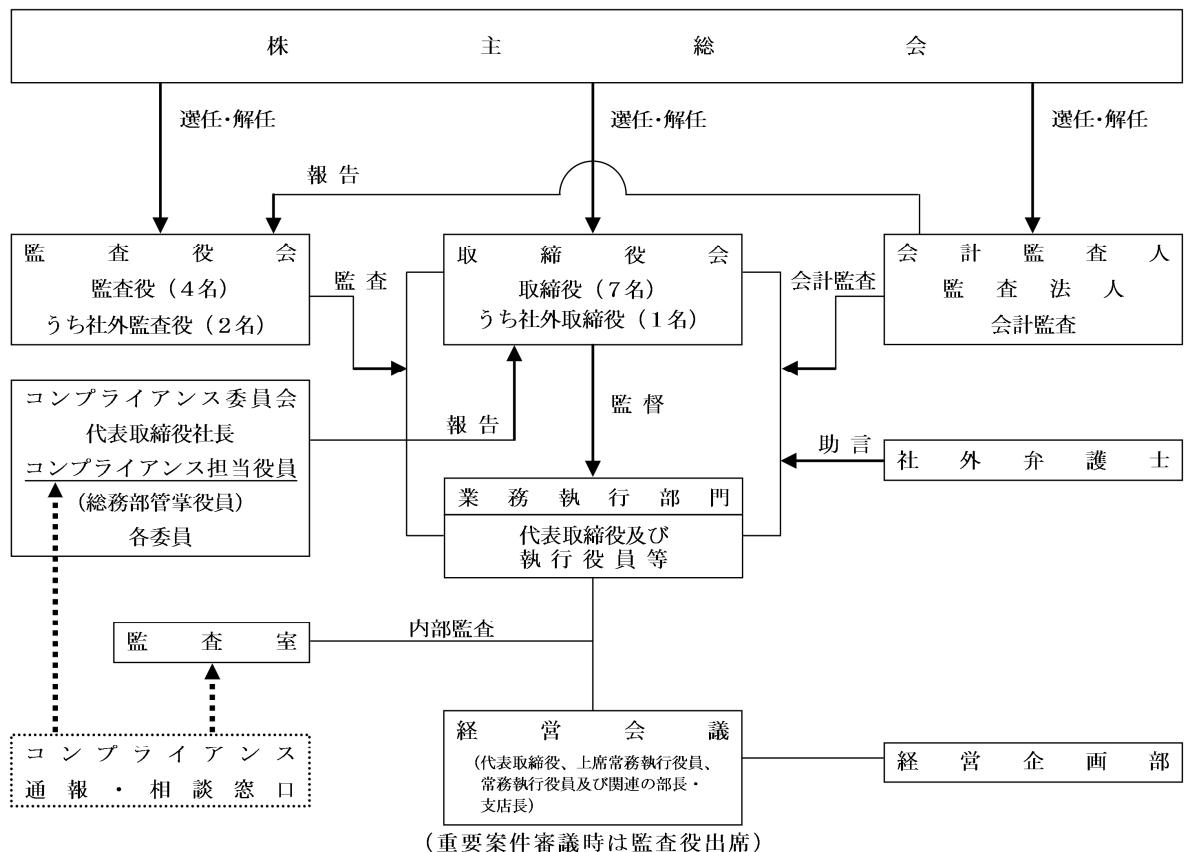 株主総会
選任・解任
選任・解任
選任・解任
報告
監査役会
監査役（４名）
うち社外監査役（２名）
監査
取締役会
取締役（７名）
うち社外取締役（１名）
会計監査
会計監査人
監査法人
会計監査
コンプライアンス委員会
代表取締役社長
コンプライアンス担当役員
(総務部管掌役員)
各委員
報告
監督
助言
社外弁護士
業務執行部門
代表取締役及び
執行役員等
監査室
内部監査
コンプライアンス
通報・相談窓口
経営会議
(代表取締役、上席常務執行役員、
常務執行役員及び関連の部長・
支店長)
経営企画部
（重要案件審議時は監査役出席）